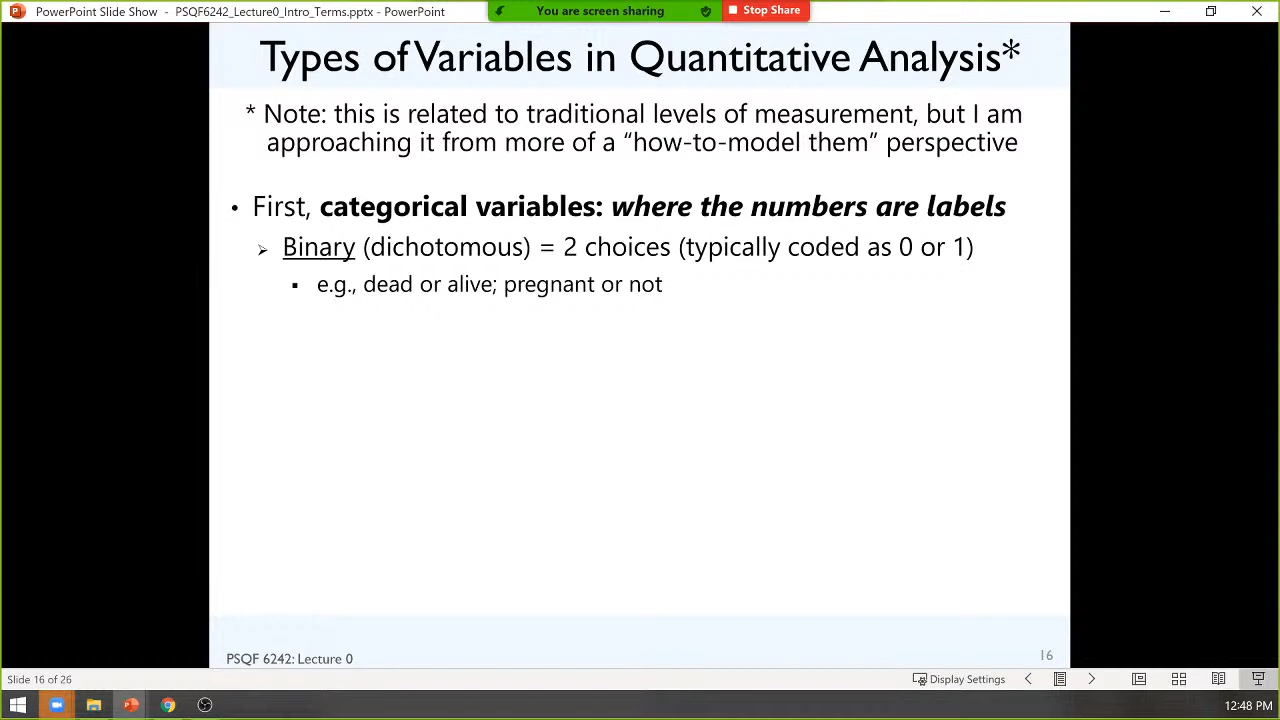 PowerPoint Slide Show - PSQF6242_Lecture0_Intro_Terms.pptx - PowerPoint
You are screen sharing
Stop Share
Types of Variables in Quantitative Analysis*
* Note: this is related to traditional levels of measurement, but I am
approaching it from more of a “how-to-model them” perspective
• First, categorical variables: where the numbers are labels
➢ Binary (dichotomous) = 2 choices (typically coded as 0 or 1)
▪ e.g., dead or alive; pregnant or not
PSQF 6242: Lecture 0
16
Slide 16 of 26
Display Settings
12:48 PM